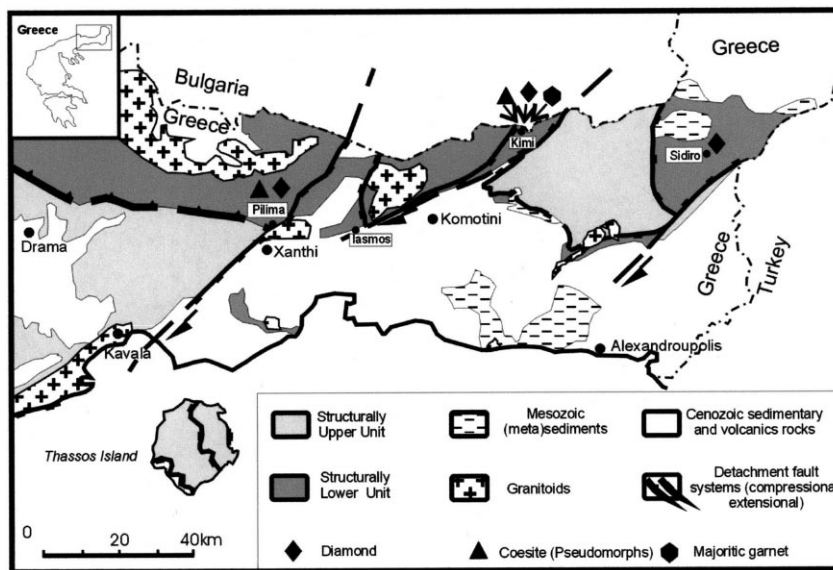 Greece
Bulgaria
Greece
Greece
Kimi
Sidiro
Pilima
Iasmos
Komotini
Drama
Xanthi
Greece
Turkey
Kavala
Alexandroupolis
Thassos Island
Structurally
Upper Unit
Mesozoic
(meta)sediments
Cenozoic sedimentary
and volcanics rocks
Structurally
Lower Unit
Granitoids
Detachment fault
systems (compressiona
extensional)
0 20 40km
Diamond
Coesite (Pseudomorphs)
Majoritic garnet